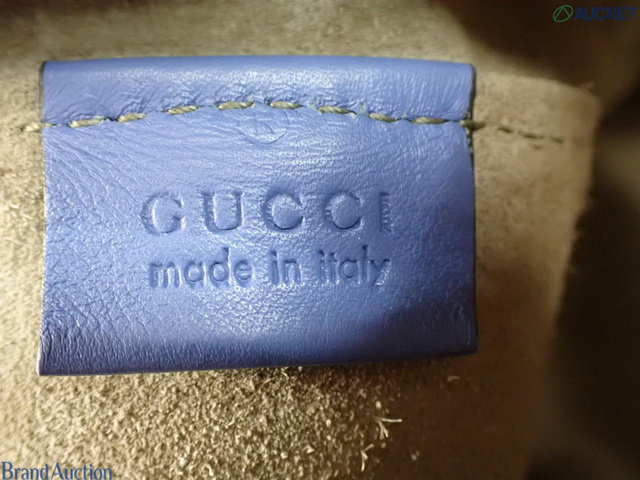 AUCNET
GUCCI
made in italy
Brand Auction